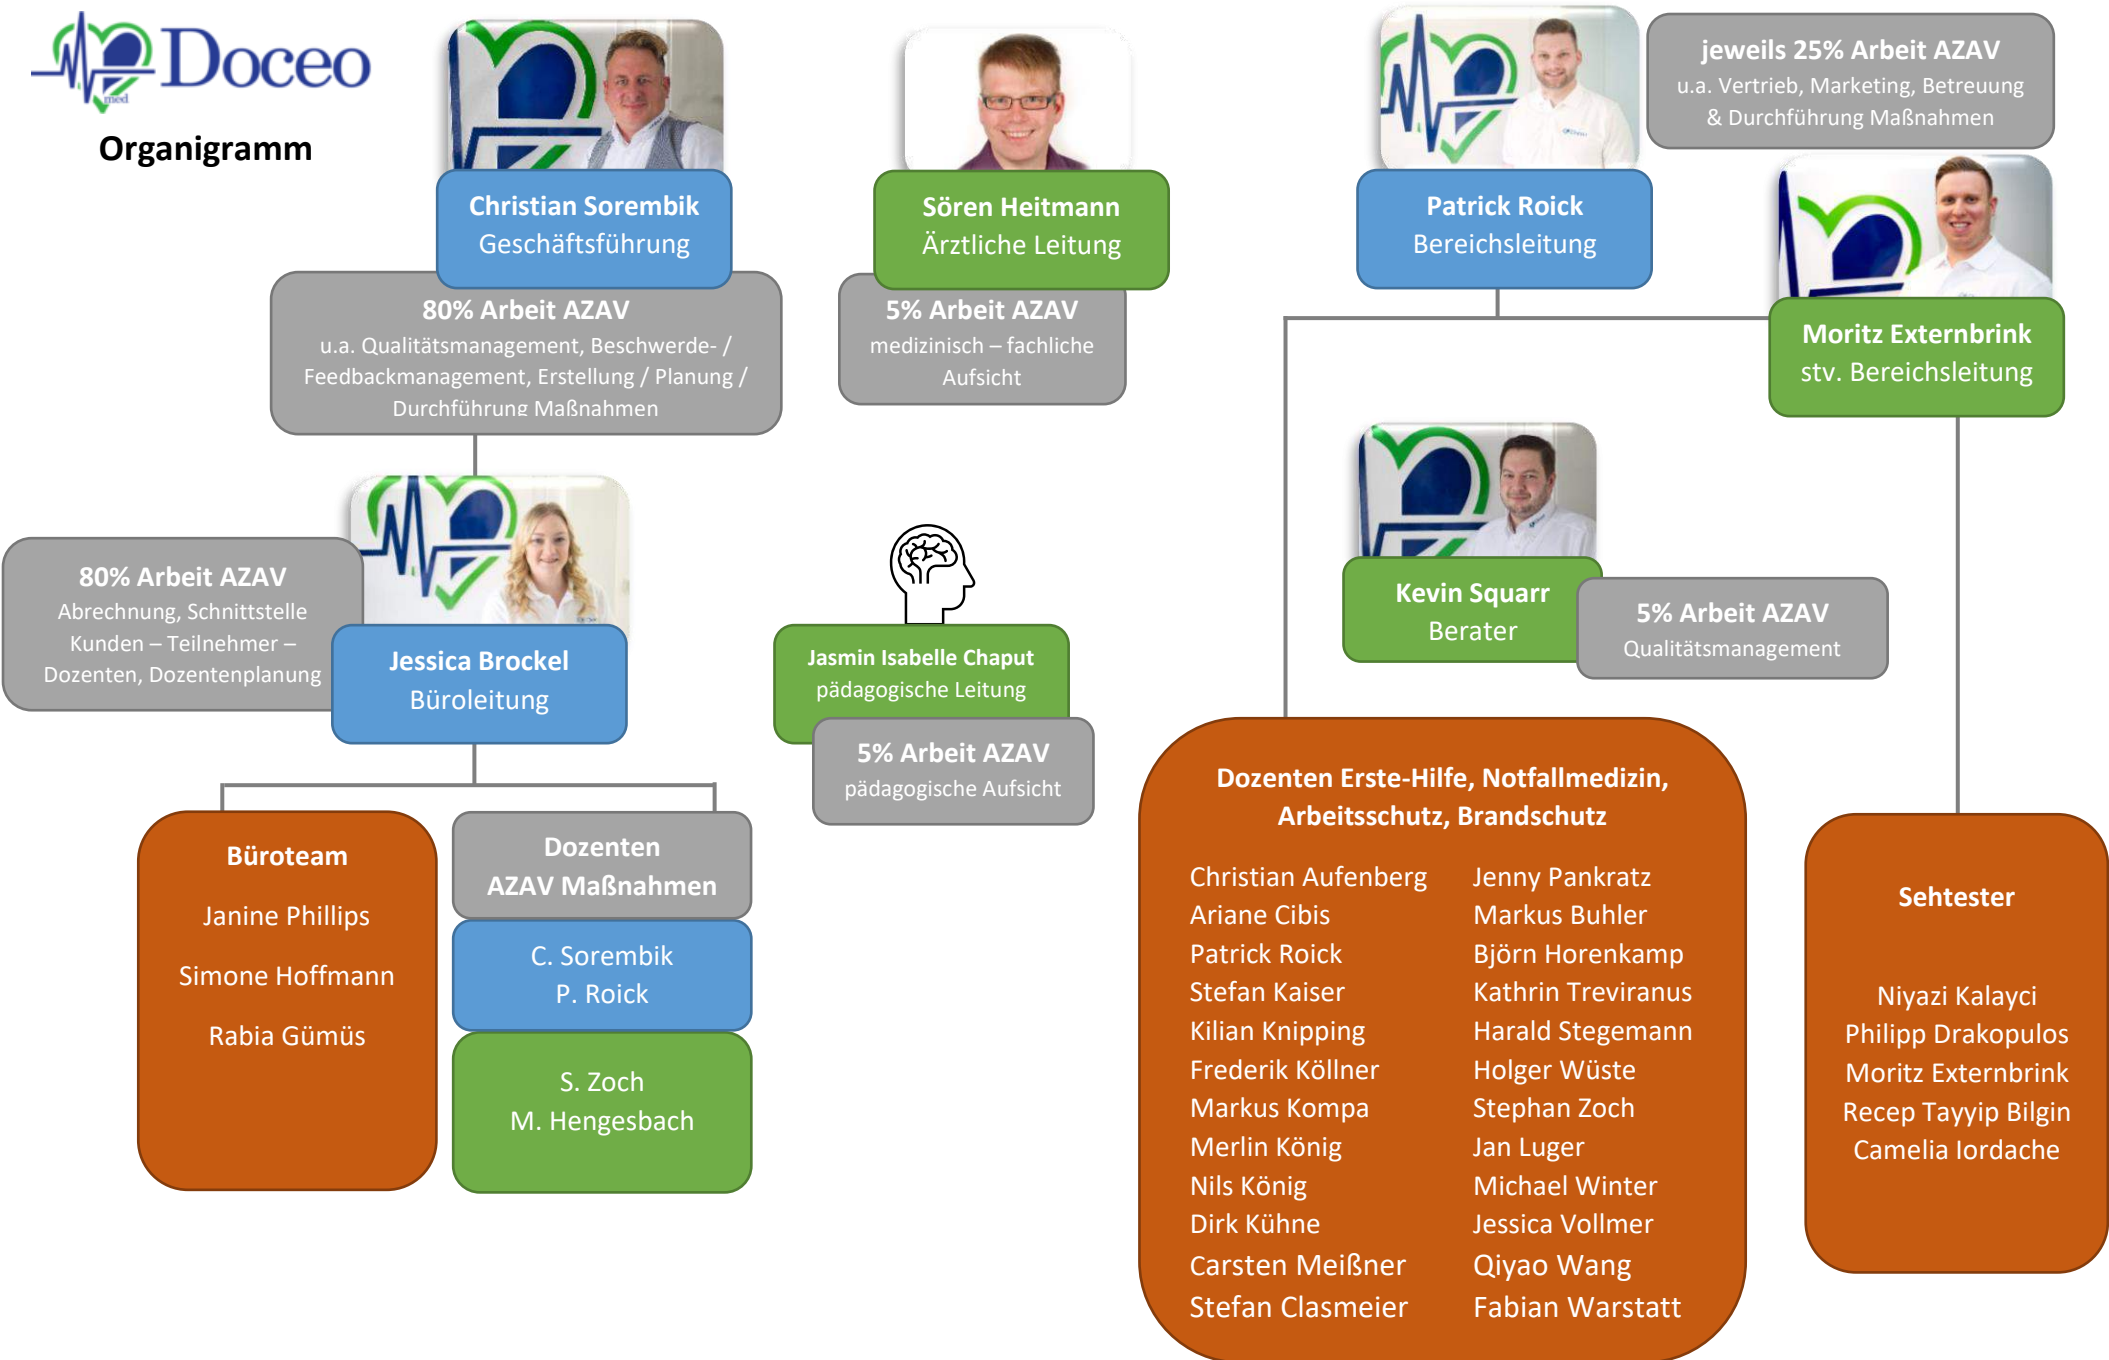 med Doceo
Organigramm
Christian Sorembik
Geschäftsführung
80% Arbeit AZAV
u.a. Qualitätsmanagement, Beschwerde- /
Feedbackmanagement, Erstellung / Planung /
Durchführung Maßnahmen
Sören Heitmann
Ärztliche Leitung
5% Arbeit AZAV
medizinisch – fachliche
Aufsicht
Patrick Roick
Bereichsleitung
jeweils 25% Arbeit AZAV
u.a. Vertrieb, Marketing, Betreuung
& Durchführung Maßnahmen
Moritz Externbrink
stv. Bereichsleitung
80% Arbeit AZAV
Abrechnung, Schnittstelle
Kunden – Teilnehmer –
Dozenten, Dozentenplanung
Jessica Brockel
Büroleitung
Jasmin Isabelle Chaput
pädagogische Leitung
5% Arbeit AZAV
pädagogische Aufsicht
Kevin Squarr
Berater
5% Arbeit AZAV
Qualitätsmanagement
Büroteam
Janine Phillips
Simone Hoffmann
Rabia Gümüs
Dozenten
AZAV Maßnahmen
C. Sorembik
P. Roick
S. Zoch
M. Hengesbach
Dozenten Erste-Hilfe, Notfallmedizin,
Arbeitsschutz, Brandschutz
Christian Aufenberg
Ariane Cibis
Patrick Roick
Stefan Kaiser
Kilian Knipping
Frederik Köllner
Markus Kompa
Merlin König
Nils König
Dirk Kühne
Carsten Meißner
Stefan Clasmeier
Jenny Pankratz
Markus Buhler
Björn Horenkamp
Kathrin Treviranus
Harald Stegemann
Holger Wüste
Stephan Zoch
Jan Luger
Michael Winter
Jessica Vollmer
Qiyao Wang
Fabian Warstatt
Sehtester
Niyazi Kalayci
Philipp Drakopulos
Moritz Externbrink
Recep Tayyip Bilgin
Camelia Iordache